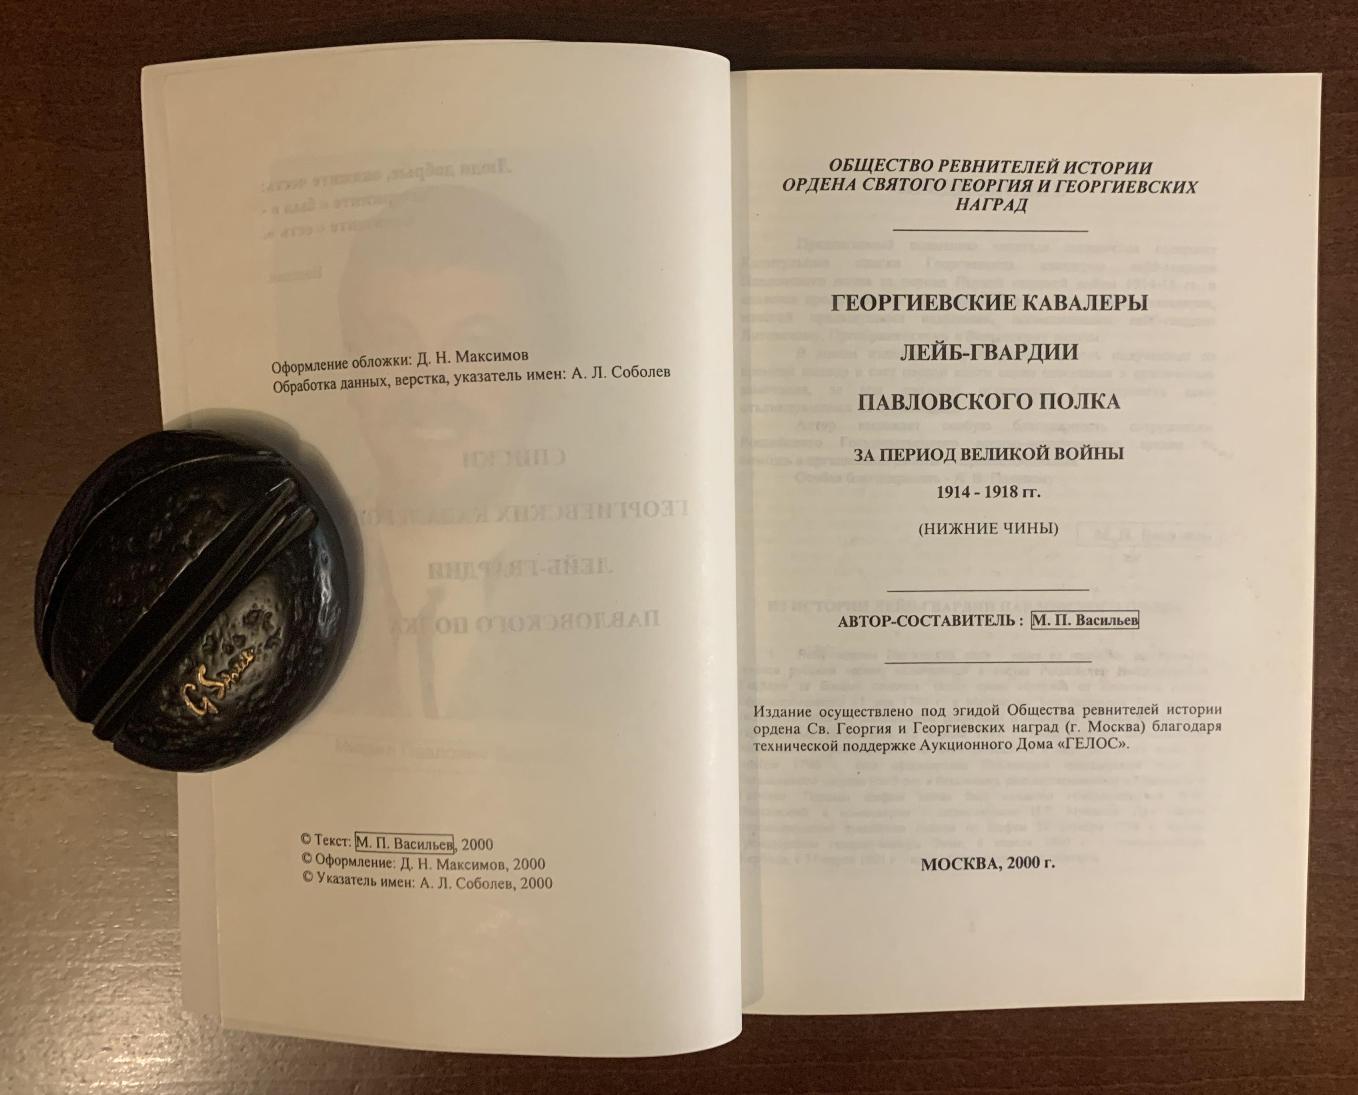 Оформление обложки: Д. Н. Максимов
Обработка данных, верстка, указатель имен: А. Л. Соболев
© Текст: М. П. Васильев, 2000
© Оформление: Д. Н. Максимов, 2000
© Указатель имен: А. Л. Соболев, 2000
ОБЩЕСТВО РЕВНИТЕЛЕЙ ИСТОРИИ
ОРДЕНА СВЯТОГО ГЕОРГИЯ И ГЕОРГИЕВСКИХ
НАГРАД
ГЕОРГИЕВСКИЕ КАВАЛЕРЫ
ЛЕЙБ-ГВАРДИИ
ПАВЛОВСКОГО ПОЛКА
ЗА ПЕРИОД ВЕЛИКОЙ ВОЙНЫ
1914 - 1918 гг.
(НИЖНИЕ ЧИНЫ)
АВТОР-СОСТАВИТЕЛЬ : М. П. Васильев
Издание осуществлено под эгидой Общества ревнителей истории
ордена Св. Георгия и Георгиевских наград (г. Москва) благодаря
технической поддержке Аукционного Дома «ГЕЛОС».
МОСКВА, 2000 г.